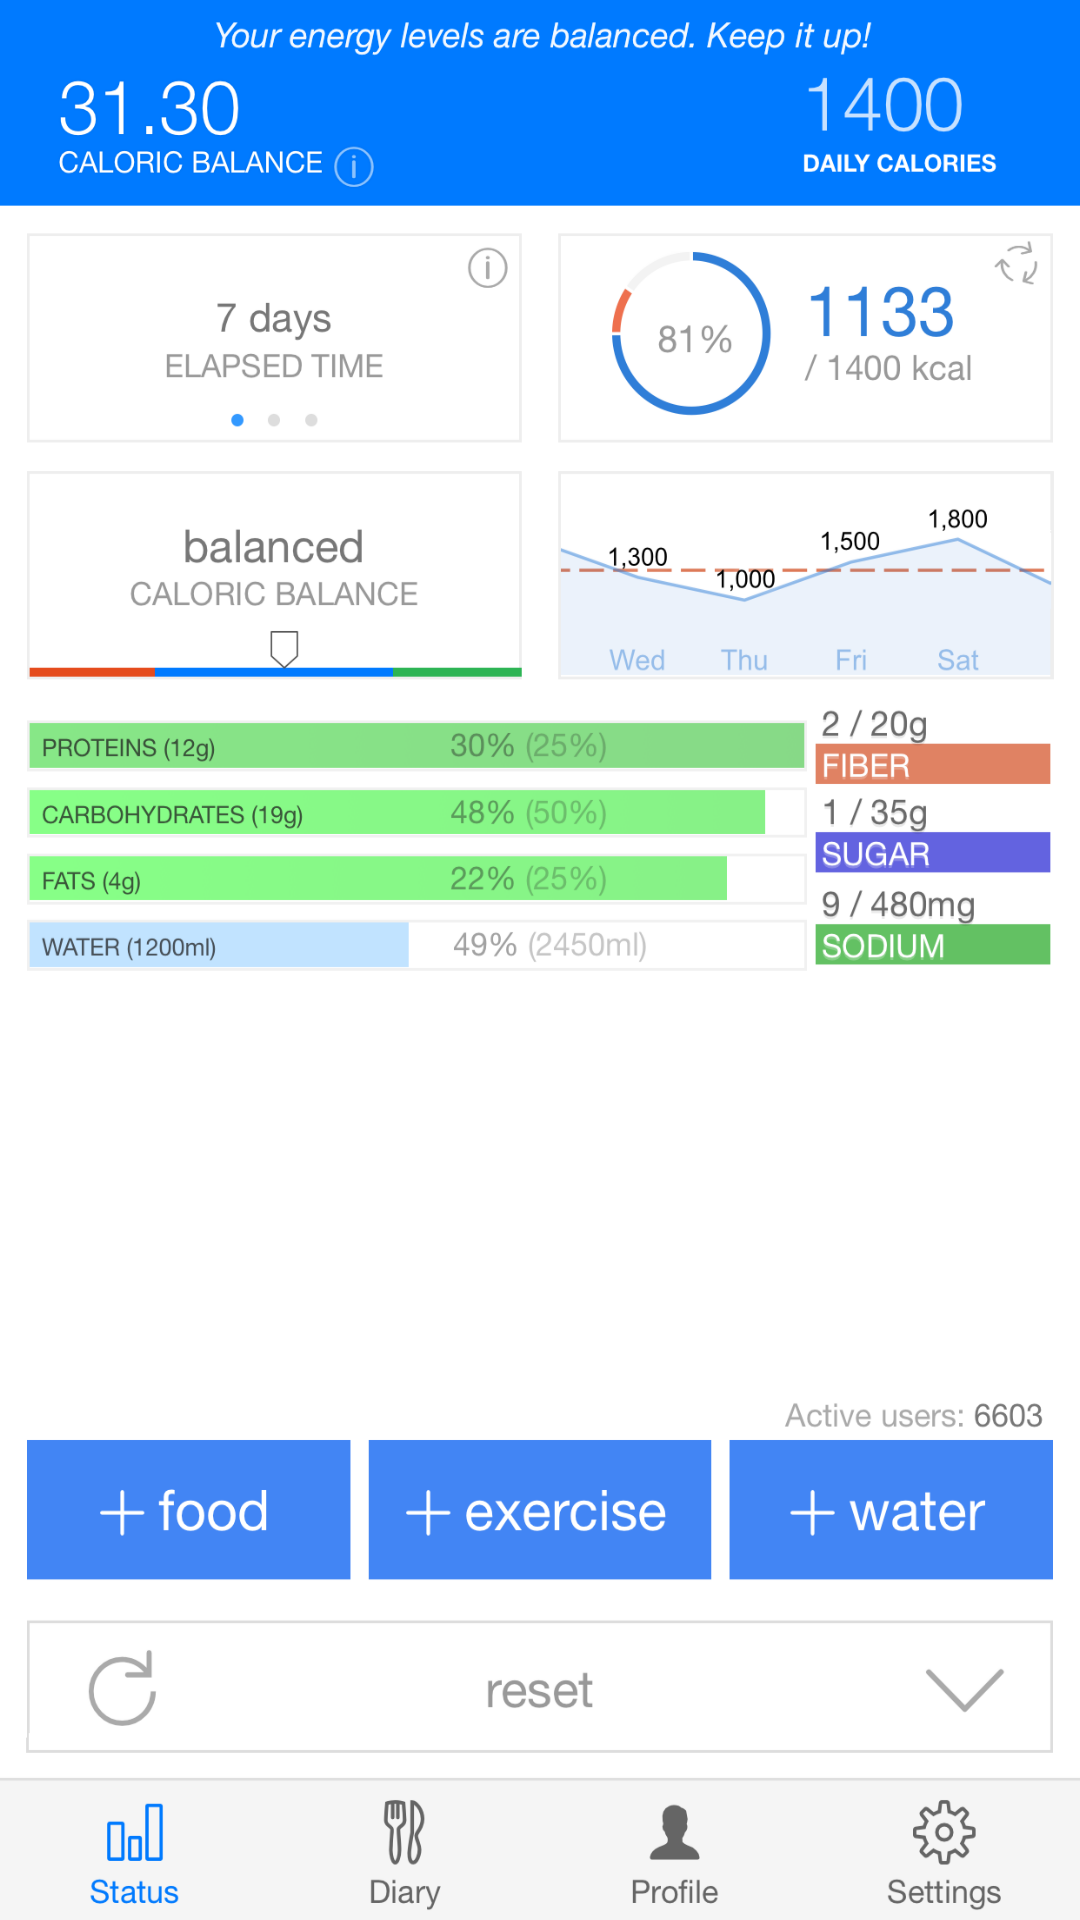 Your energy levels are balanced. Keep it up!
31.30
CALORIC BALANCE
1400
DAILY CALORIES
7 days
ELAPSED TIME
81%
1133
/ 1400 kcal
balanced
CALORIC BALANCE
1,300
1,000
1,500
1,800
Wed Thu Fri Sat
PROTEINS (12g) 30% (25%)
CARBOHYDRATES (19g) 48% (50%)
FATS (4g) 22% (25%)
WATER (1200ml) 49% (2450ml)
2 / 20g
FIBER
1 / 35g
SUGAR
9 / 480mg
SODIUM
Active users: 6603
+ food
+ exercise
+ water
reset
Status
Diary
Profile
Settings